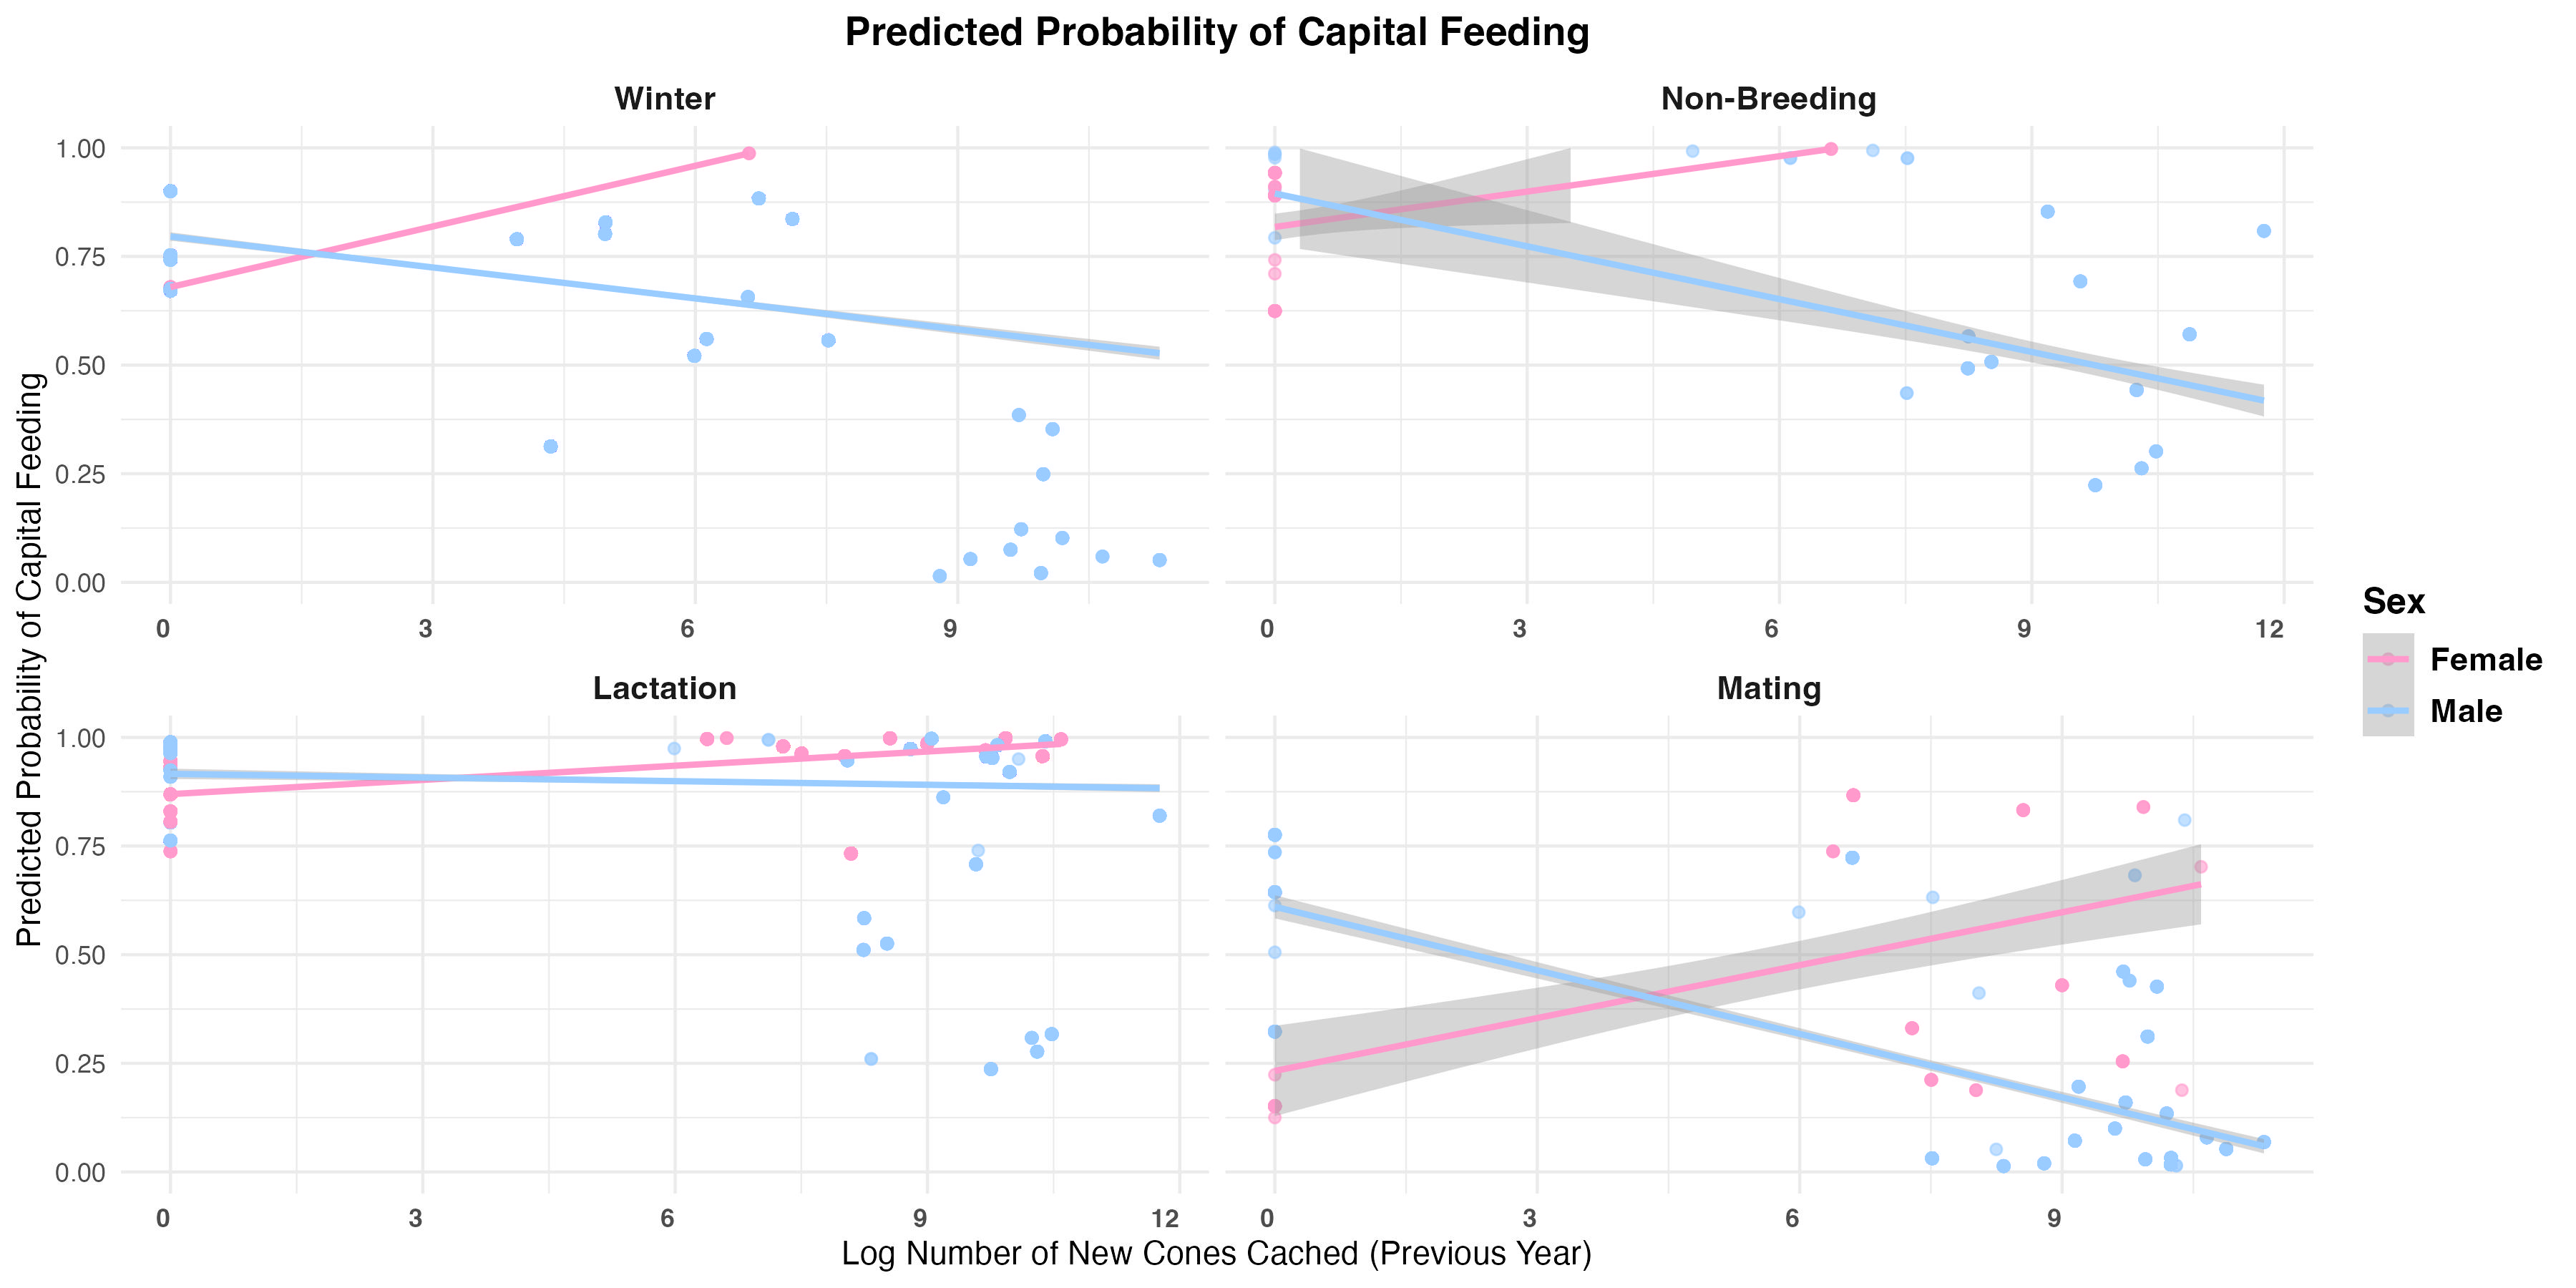 Predicted Probability of Capital Feeding
Winter
Non-Breeding
1.00
0.75
0.50
0.25
0.00
0 3 6 9
0 3 6 9 12
Lactation
Mating
1.00
0.75
0.50
0.25
0.00
0 3 6 9 12
0 3 6 9
Predicted Probability of Capital Feeding
Log Number of New Cones Cached (Previous Year)
Sex
Female
Male